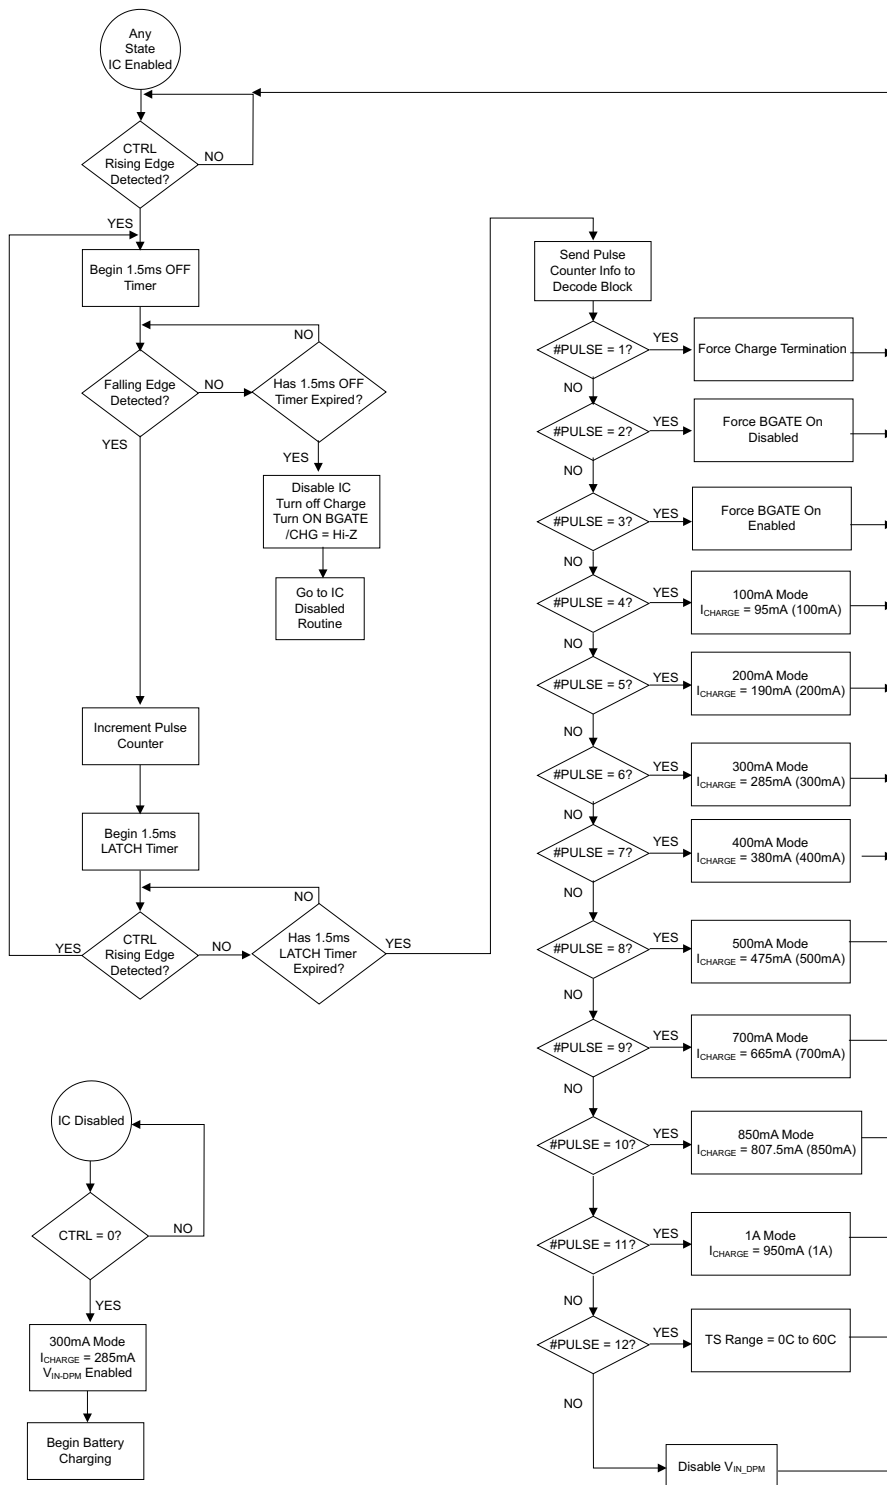 Any
State
IC Enabled
CTRL
Rising Edge
Detected?
NO
YES
Begin 1.5ms OFF
Timer
NO
Falling Edge
Detected?
NO
Has 1.5ms OFF
Timer Expired?
YES
YES
Disable IC
Turn off Charge
Turn ON BGATE
/CHG = Hi-Z
Go to IC
Disabled
Routine
Increment Pulse
Counter
Begin 1.5ms
LATCH Timer
NO
YES
CTRL
Rising Edge
Detected?
NO
Has 1.5ms
LATCH Timer
Expired?
YES
IC Disabled
CTRL = 0?
NO
YES
300mA Mode
ICHARGE = 285mA
VIN-DPM Enabled
Begin Battery
Charging
Send Pulse
Counter Info to
Decode Block
#PULSE = 1?
YES
Force Charge Termination
NO
#PULSE = 2?
YES
Force BGATE On
Disabled
NO
#PULSE = 3?
YES
Force BGATE On
Enabled
NO
#PULSE = 4?
YES
100mA Mode
ICHARGE = 95mA (100mA)
NO
#PULSE = 5?
YES
200mA Mode
ICHARGE = 190mA (200mA)
NO
#PULSE = 6?
YES
300mA Mode
ICHARGE = 285mA (300mA)
NO
#PULSE = 7?
YES
400mA Mode
ICHARGE = 380mA (400mA)
NO
#PULSE = 8?
YES
500mA Mode
ICHARGE = 475mA (500mA)
NO
#PULSE = 9?
YES
700mA Mode
ICHARGE = 665mA (700mA)
NO
#PULSE = 10?
YES
850mA Mode
ICHARGE = 807.5mA (850mA)
#PULSE = 11?
YES
1A Mode
ICHARGE = 950mA (1A)
NO
#PULSE = 12?
YES
TS Range = 0C to 60C
NO
Disable VIN_DPM